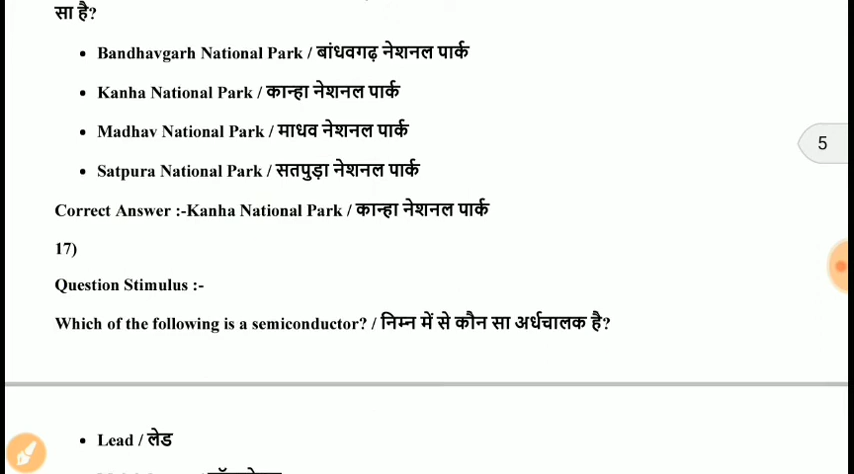 सा है?
• Bandhavgarh National Park / बांधवगढ़ नेशनल पार्क
• Kanha National Park / कान्हा नेशनल पार्क
• Madhav National Park / माधव नेशनल पार्क
• Satpura National Park / सतपुड़ा नेशनल पार्क
Correct Answer :-Kanha National Park / कान्हा नेशनल पार्क
5
17)
Question Stimulus :-
Which of the following is a semiconductor? / निम्न में से कौन सा अर्धचालक है?
• Lead / लेड